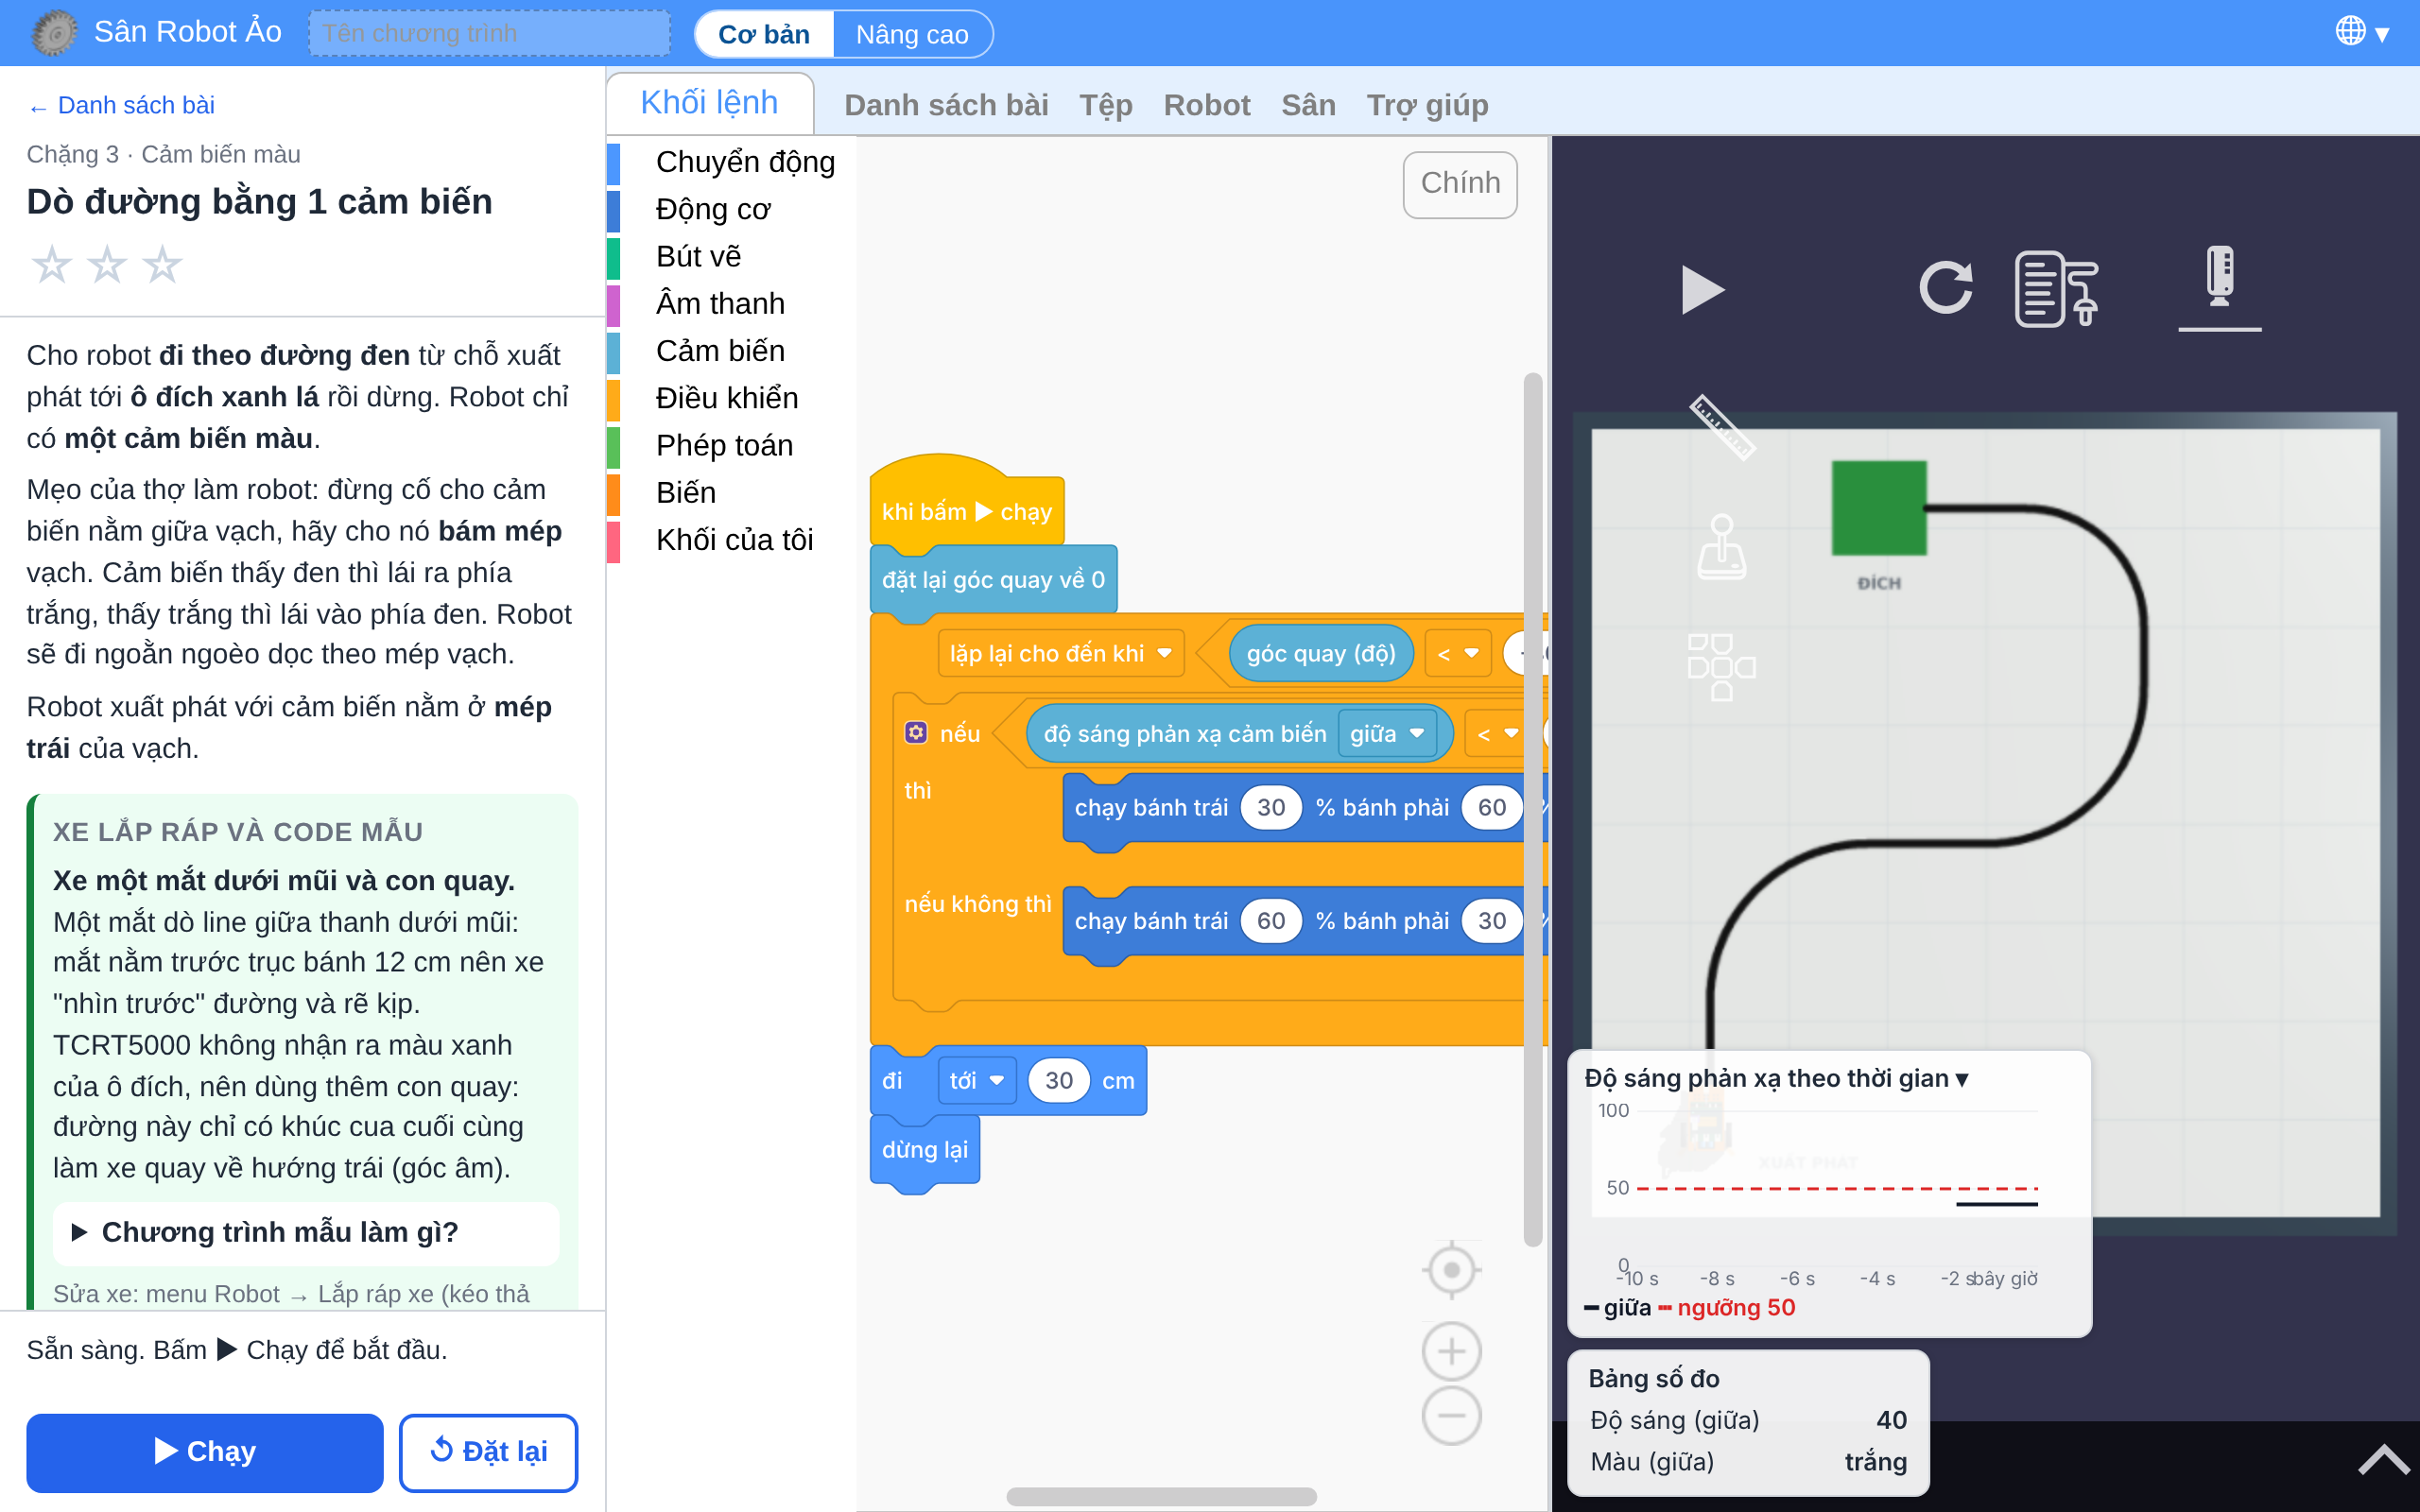 Sân Robot Ảo
Tên chương trình
Cơ bản
Nâng cao
← Danh sách bài
Chặng 3 · Cảm biến màu
Dò đường bằng 1 cảm biến
Cho robot đi theo đường đen từ chỗ xuất
phát tới ô đích xanh lá rồi dừng. Robot chỉ
có một cảm biến màu.
Mẹo của thợ làm robot: đừng cố cho cảm
biến nằm giữa vạch, hãy cho nó bám mép
vạch. Cảm biến thấy đen thì lái ra phía
trắng, thấy trắng thì lái vào phía đen. Robot
sẽ đi ngoằn ngoèo dọc theo mép vạch.
Robot xuất phát với cảm biến nằm ở mép
trái của vạch.
XE LẮP RÁP VÀ CODE MẪU
Xe một mắt dưới mũi và con quay.
Một mắt dò line giữa thanh dưới mũi:
mắt nằm trước trục bánh 12 cm nên xe
"nhìn trước" đường và rẽ kịp.
TCRT5000 không nhận ra màu xanh
của ô đích, nên dùng thêm con quay:
đường này chỉ có khúc cua cuối cùng
làm xe quay về hướng trái (góc âm).
▶ Chương trình mẫu làm gì?
Sửa xe: menu Robot → Lắp ráp xe (kéo thả
Sẵn sàng. Bấm ▶ Chạy để bắt đầu.
▶ Chạy
Đặt lại
Khối lệnh
Danh sách bài
Tệp
Robot
Sân
Trợ giúp
Chuyển động
Động cơ
Bút vẽ
Âm thanh
Cảm biến
Điều khiển
Phép toán
Biến
Khối của tôi
Chính
khi bấm ▶ chạy
đặt lại góc quay về 0
lặp lại cho đến khi góc quay (độ) <
nếu độ sáng phản xạ cảm biến giữa <
thì
chạy bánh trái 30 % bánh phải 60
nếu không thì
chạy bánh trái 60 % bánh phải 30
đi tới 30 cm
dừng lại
ĐÍCH
XUẤT PHÁT
Độ sáng phản xạ theo thời gian ▾
100
50
0
-10 s -8 s -6 s -4 s -2 s bây giờ
giữa ngưỡng 50
Bảng số đo
Độ sáng (giữa) 40
Màu (giữa) trắng